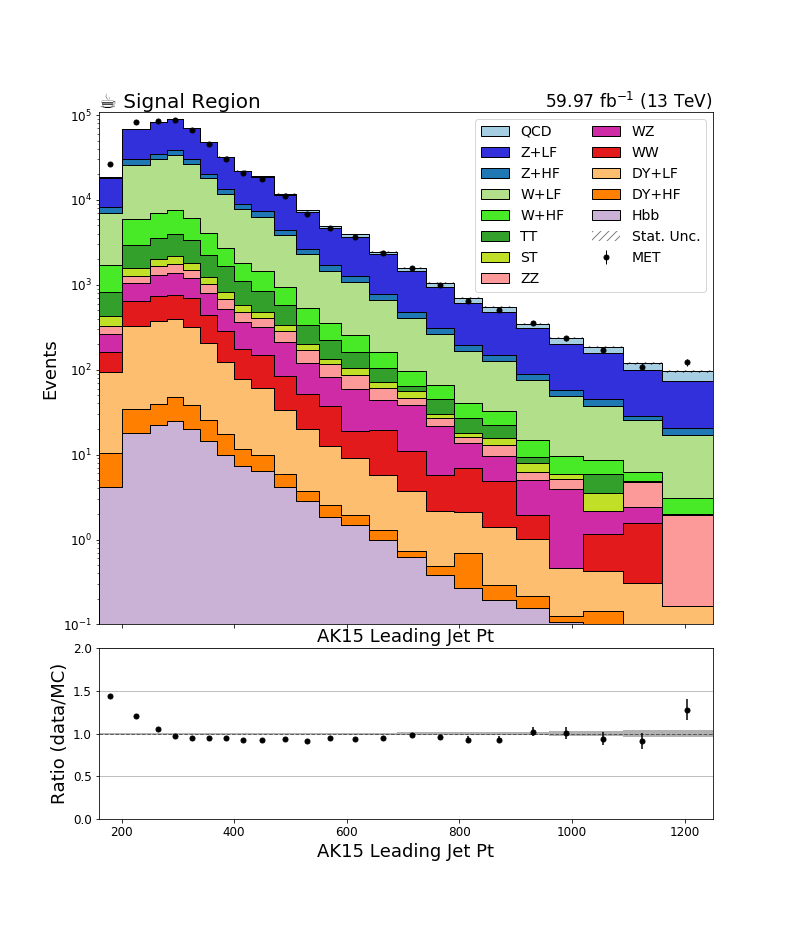 ☕ Signal Region
59.97 fb⁻¹ (13 TeV)
QCD
Z+LF
Z+HF
W+LF
W+HF
TT
ST
ZZ
WZ
WW
DY+LF
DY+HF
Hbb
Stat. Unc.
MET
Events
10⁵
10⁴
10³
10²
10¹
10⁰
10⁻¹
AK15 Leading Jet Pt
Ratio (data/MC)
2.0
1.5
1.0
0.5
0.0
200 400 600 800 1000 1200
AK15 Leading Jet Pt